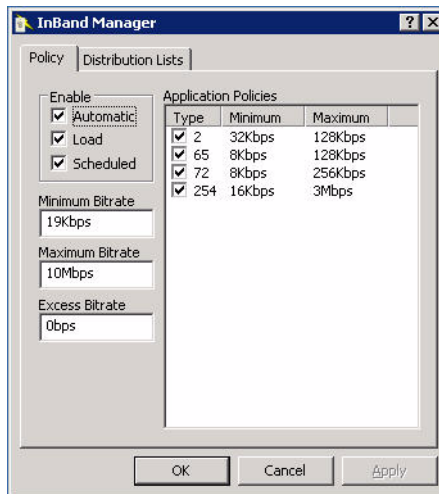 InBand Manager
Policy
Distribution Lists
Enable
Automatic
Load
Scheduled
Minimum Bitrate
19Kbps
Maximum Bitrate
10Mbps
Excess Bitrate
0bps
Application Policies
Type Minimum Maximum
2 32Kbps 128Kbps
65 8Kbps 128Kbps
72 8Kbps 256Kbps
254 16Kbps 3Mbps
OK
Cancel
Apply